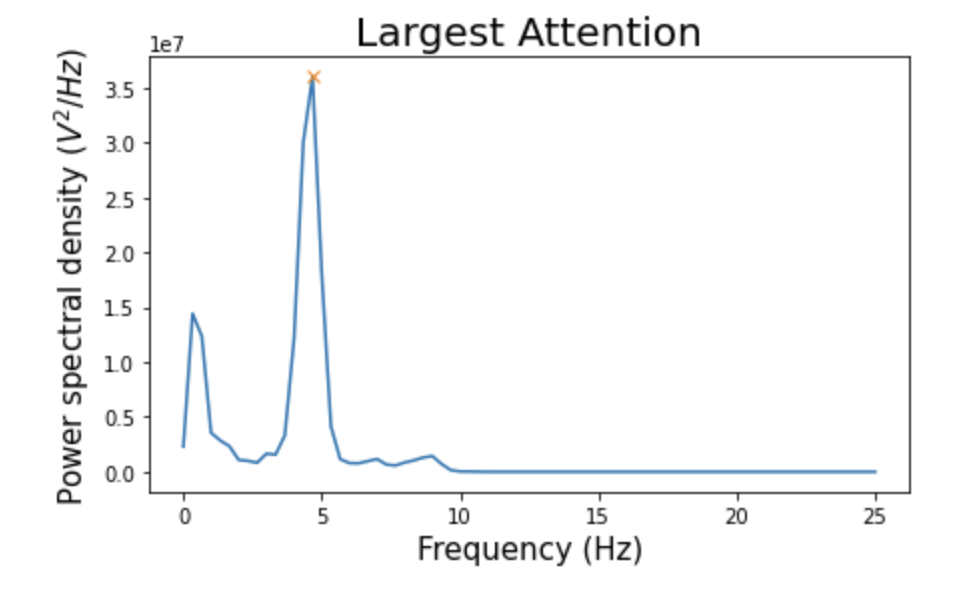 Largest Attention
1e7
Power spectral density (V²/Hz)
3.5
3.0
2.5
2.0
1.5
1.0
0.5
0.0
0 5 10 15 20 25
Frequency (Hz)